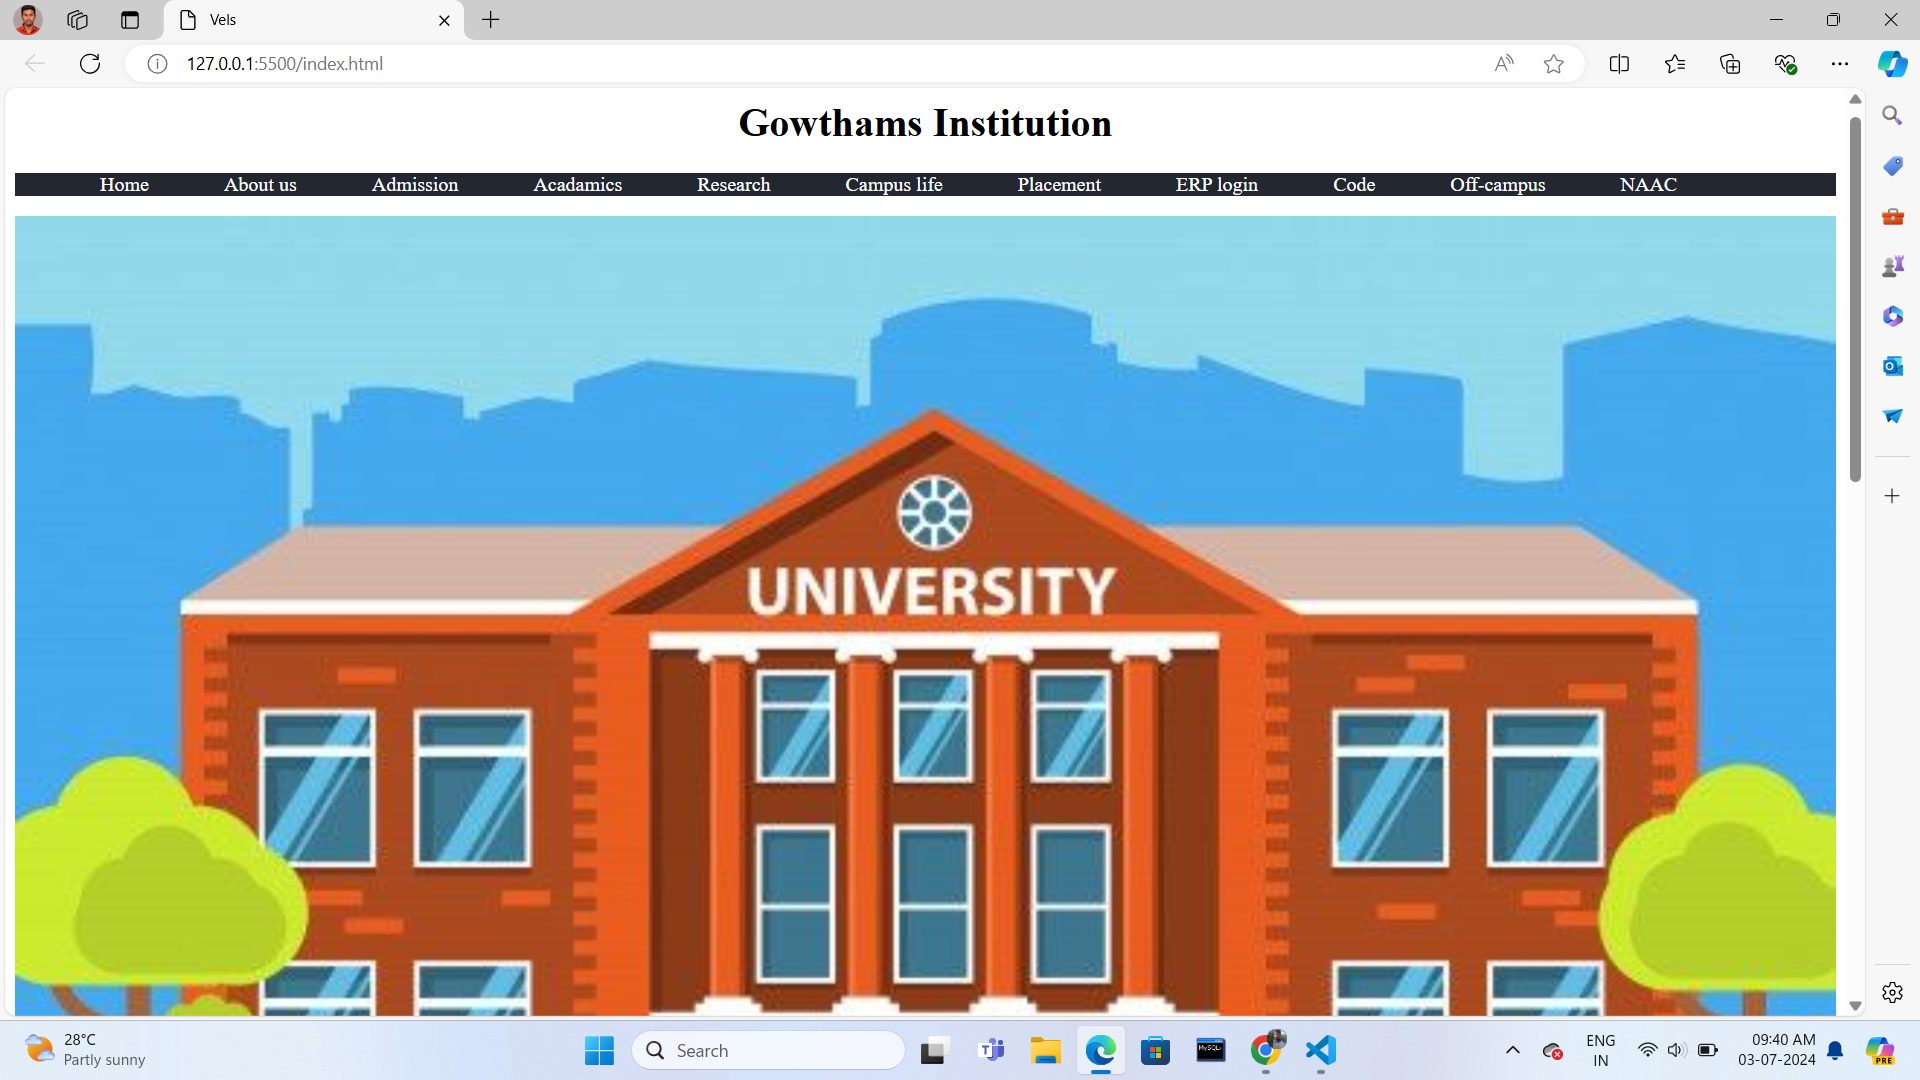 Vels
127.0.0.1:5500/index.html
Gowthams Institution
Home About us Admission Acadamics Research Campus life Placement ERP login Code Off-campus NAAC
UNIVERSITY
28°C
Partly sunny
Search
MySQL
ENG
IN
09:40 AM
03-07-2024
PRE